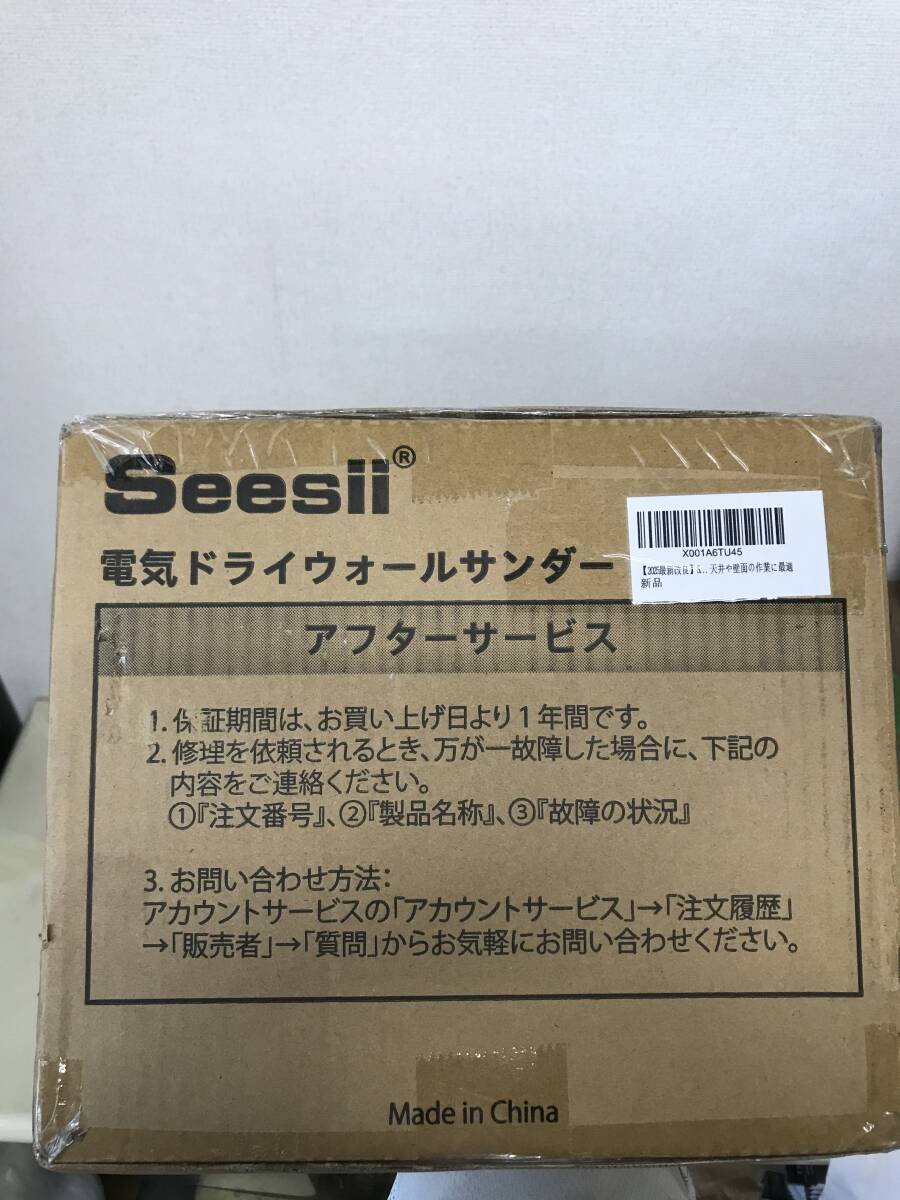 Seesii®
電気ドライウォールサンダー
X001A6TU45
【2025最新改良】S... 天井や壁面の作業に最適
新品
アフターサービス
1. 保証期間は、お買い上げ日より1年間です。
2. 修理を依頼されるとき、万が一故障した場合に、下記の
内容をご連絡ください。
①『注文番号』、②『製品名称』、③『故障の状況』
3. お問い合わせ方法：
アカウントサービスの「アカウントサービス」→「注文履歴」
→「販売者」→「質問」からお気軽にお問い合わせください。
Made in China